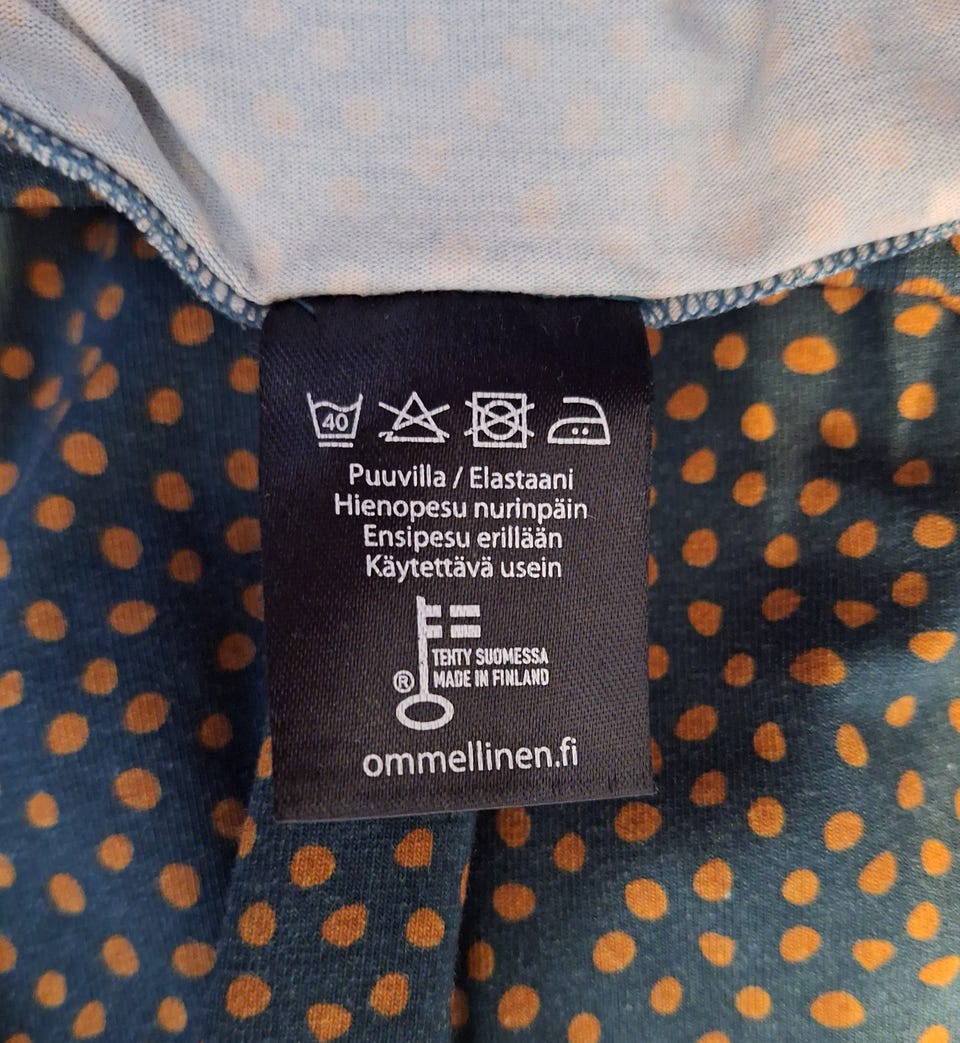 40
Puuvilla / Elastaani
Hienopesu nurinpäin
Ensipesu erillään
Käytettävä usein
TEHTY SUOMESSA
® MADE IN FINLAND
ommellinen.fi